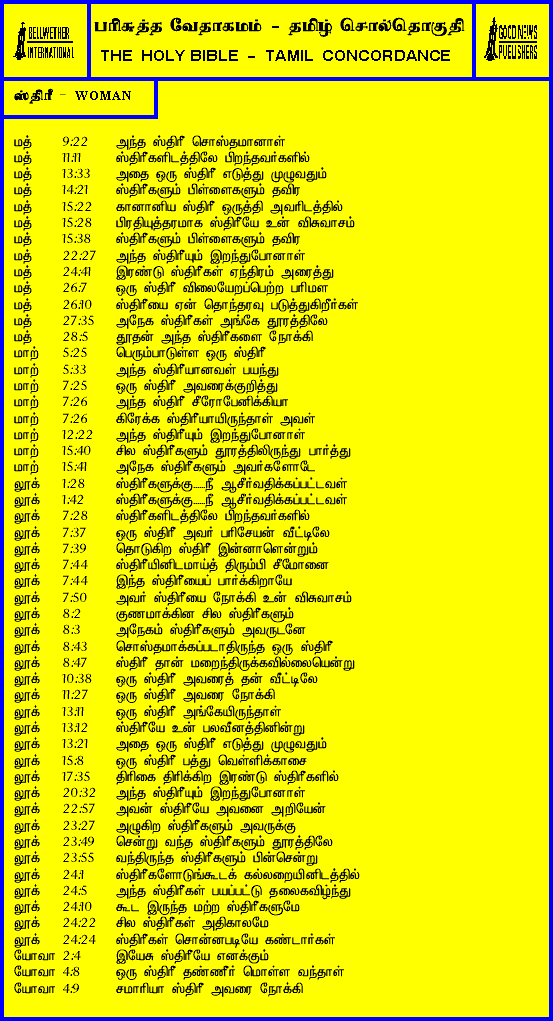 BELLWETHER
INTERNATIONAL
பரிசுத்த வேதாகமம் - தமிழ் சொல்தொகுதி
THE HOLY BIBLE - TAMIL CONCORDANCE
GOOD NEWS
PUBLISHERS
ஸ்திரீ - WOMAN
மத் 9:22 அந்த ஸ்திரீ சொஸ்தமானாள்
மத் 11:11 ஸ்திரீகளிடத்திலே பிறந்தவர்களில்
மத் 13:33 அதை ஒரு ஸ்திரீ எடுத்து முழுவதும்
மத் 14:21 ஸ்திரீகளும் பிள்ளைகளும் தவிர
மத் 15:22 கானானிய ஸ்திரீ ஒருத்தி அவரிடத்தில்
மத் 15:28 பிரதியுத்தரமாக ஸ்திரீயே உன் விசுவாசம்
மத் 15:38 ஸ்திரீகளும் பிள்ளைகளும் தவிர
மத் 22:27 அந்த ஸ்திரீயும் இறந்துபோனாள்
மத் 24:41 இரண்டு ஸ்திரீகள் ஏந்திரம் அரைத்து
மத் 26:7 ஒரு ஸ்திரீ விலையேறப்பெற்ற பரிமள
மத் 26:10 ஸ்திரீயை ஏன் தொந்தரவு படுத்துகிறீர்கள்
மத் 27:35 அநேக ஸ்திரீகள் அங்கே தூரத்திலே
மத் 28:5 தூதன் அந்த ஸ்திரீகளை நோக்கி
மாற் 5:25 பெரும்பாடுள்ள ஒரு ஸ்திரீ
மாற் 5:33 அந்த ஸ்திரீயானவள் பயந்து
மாற் 7:25 ஒரு ஸ்திரீ அவரைக்குறித்து
மாற் 7:26 அந்த ஸ்திரீ சீரோபேனிக்கியா
மாற் 7:26 கிரேக்க ஸ்திரீயாயிருந்தாள் அவள்
மாற் 12:22 அந்த ஸ்திரீயும் இறந்துபோனாள்
மாற் 15:40 சில ஸ்திரீகளும் தூரத்திலிருந்து பார்த்து
மாற் 15:41 அநேக ஸ்திரீகளும் அவர்களோடே
லூக் 1:28 ஸ்திரீகளுக்கு.....நீ ஆசீர்வதிக்கப்பட்டவள்
லூக் 1:42 ஸ்திரீகளுக்கு.....நீ ஆசீர்வதிக்கப்பட்டவள்
லூக் 7:28 ஸ்திரீகளிடத்திலே பிறந்தவர்களில்
லூக் 7:37 ஒரு ஸ்திரீ அவர் பரிசேயன் வீட்டிலே
லூக் 7:39 தொடுகிற ஸ்திரீ இன்னாளென்றும்
லூக் 7:44 ஸ்திரீயினிடமாய்த் திரும்பி சீமோனை
லூக் 7:44 இந்த ஸ்திரீயைப் பார்க்கிறாயே
லூக் 7:50 அவர் ஸ்திரீயை நோக்கி உன் விசுவாசம்
லூக் 8:2 குணமாக்கின சில ஸ்திரீகளும்
லூக் 8:3 அநேகம் ஸ்திரீகளும் அவருடனே
லூக் 8:43 சொஸ்தமாக்கப்படாதிருந்த ஒரு ஸ்திரீ
லூக் 8:47 ஸ்திரீ தான் மறைந்திருக்கவில்லையென்று
லூக் 10:38 ஒரு ஸ்திரீ அவரைத் தன் வீட்டிலே
லூக் 11:27 ஒரு ஸ்திரீ அவரை நோக்கி
லூக் 13:11 ஒரு ஸ்திரீ அங்கேயிருந்தாள்
லூக் 13:12 ஸ்திரீயே உன் பலவீனத்தினின்று
லூக் 13:21 அதை ஒரு ஸ்திரீ எடுத்து முழுவதும்
லூக் 15:8 ஒரு ஸ்திரீ பத்து வெள்ளிக்காசை
லூக் 17:35 திரிகை திரிக்கிற இரண்டு ஸ்திரீகளில்
லூக் 20:32 அந்த ஸ்திரீயும் இறந்துபோனாள்
லூக் 22:57 அவன் ஸ்திரீயே அவனை அறியேன்
லூக் 23:27 அழுகிற ஸ்திரீகளும் அவருக்கு
லூக் 23:49 சென்று வந்த ஸ்திரீகளும் தூரத்திலே
லூக் 23:55 வந்திருந்த ஸ்திரீகளும் பின்சென்று
லூக் 24:1 ஸ்திரீகளோடுங்கூடக் கல்லறையினிடத்தில்
லூக் 24:5 அந்த ஸ்திரீகள் பயப்பட்டு தலைகவிழ்ந்து
லூக் 24:10 கூட இருந்த மற்ற ஸ்திரீகளுமே
லூக் 24:22 சில ஸ்திரீகள் அதிகாலமே
லூக் 24:24 ஸ்திரீகள் சொன்னபடியே கண்டார்கள்
யோவா 2:4 இயேசு ஸ்திரீயே எனக்கும்
யோவா 4:8 ஒரு ஸ்திரீ தண்ணீர் மொள்ள வந்தாள்
யோவா 4:9 சமாரியா ஸ்திரீ அவரை நோக்கி